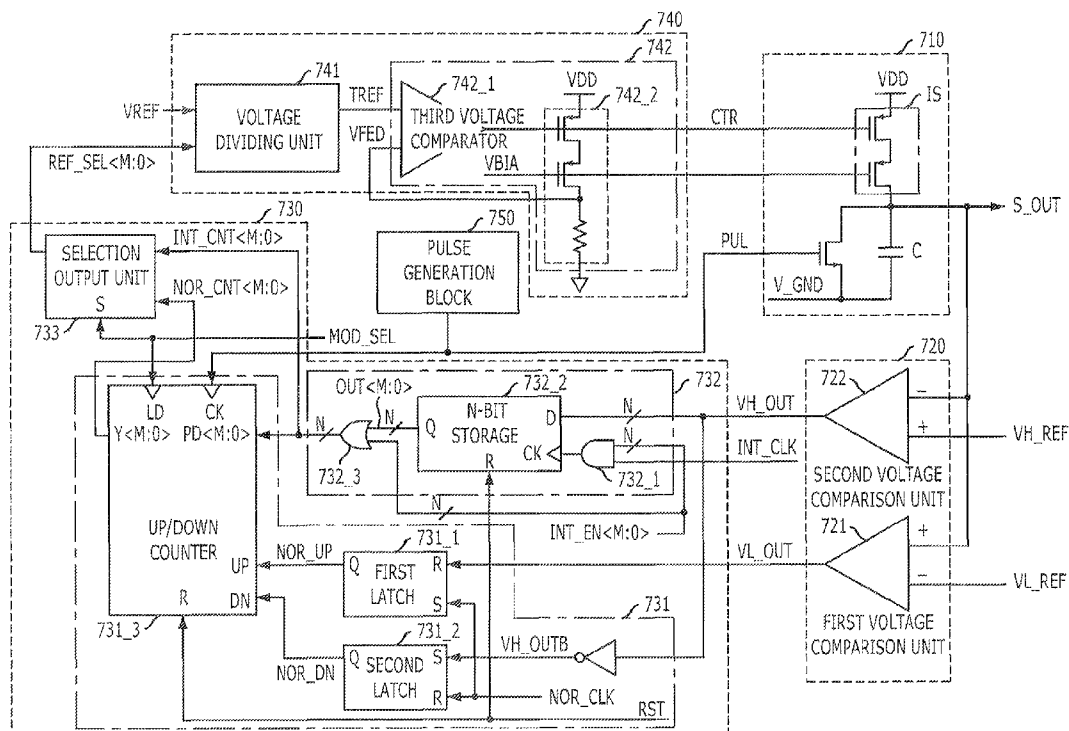 740
742
710
741
742_1
VDD
VDD
IS
VREF
VOLTAGE
DIVIDING UNIT
TREF
VFED
THIRD VOLTAGE
COMPARATOR
742_2
CTR
REF_SEL<M:0>
VBIA
730
750
S_OUT
SELECTION
OUTPUT UNIT
S
INT_CNT<M:0>
PULSE
GENERATION
BLOCK
PUL
C
NOR_CNT<M:0>
V_GND
733
MOD_SEL
720
OUT<M:0>
732_2
732
722
LD
CK
N
Q
N-BIT
STORAGE
D
N
VH_OUT
−
Y<M:0>
PD<M:0>
N
CK
N
INT_CLK
+
VH_REF
732_3
R
732_1
SECOND VOLTAGE
COMPARISON UNIT
N
INT_EN<M:0>
UP/DOWN
COUNTER
731_1
721
+
NOR_UP
Q
FIRST
LATCH
R
VL_OUT
UP
S
−
VL_REF
R
DN
731_3
731_2
731
FIRST VOLTAGE
COMPARISON UNIT
NOR_DN
Q
SECOND
LATCH
S
VH_OUTB
R
NOR_CLK
RST